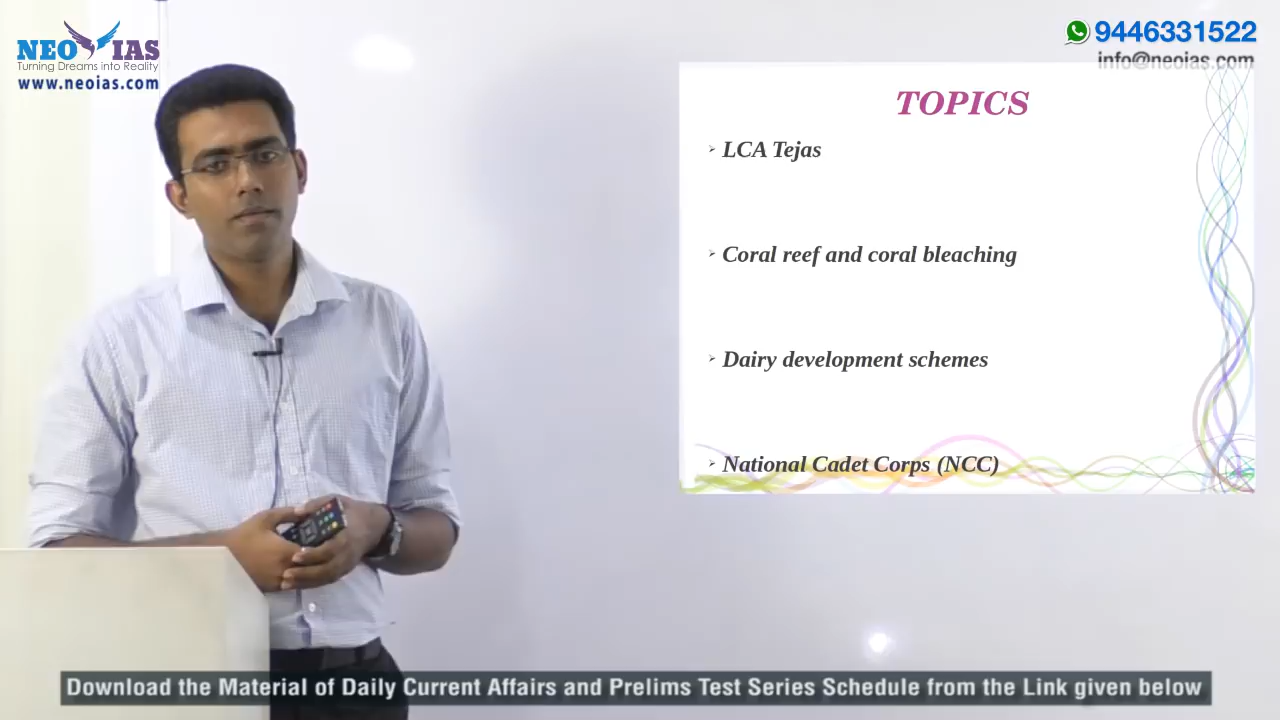 NEO IAS
Turning Dreams into Reality
www.neoias.com
9446331522
info@neoias.com
TOPICS
LCA Tejas
Coral reef and coral bleaching
Dairy development schemes
National Cadet Corps (NCC)
Download the Material of Daily Current Affairs and Prelims Test Series Schedule from the Link given below